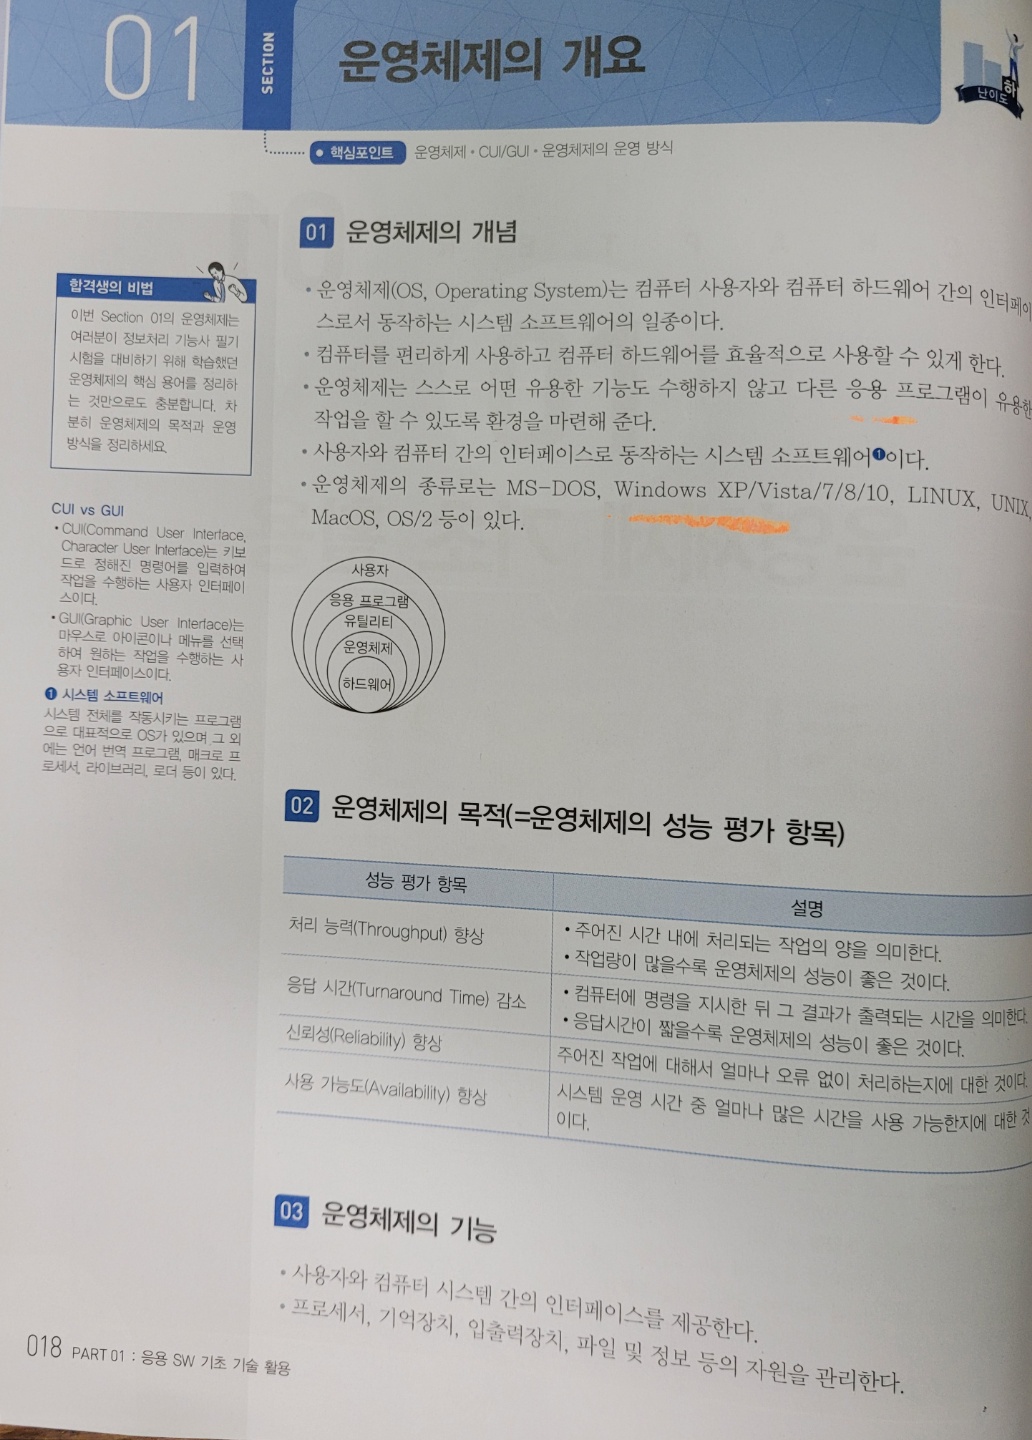 01
SECTION
운영체제의 개요
난이도 하
핵심포인트 운영체제 • CUI/GUI • 운영체제의 운영 방식
합격생의 비법
이번 Section 01의 운영체제는
여러분이 정보처리 기능사 필기
시험을 대비하기 위해 학습했던
운영체제의 핵심 용어를 정리하
는 것만으로도 충분합니다. 차
분히 운영체제의 목적과 운영
방식을 정리하세요.
CUI vs GUI
• CUI(Command User Interface,
Character User Interface)는 키보
드로 정해진 명령어를 입력하여
작업을 수행하는 사용자 인터페이
스이다.
• GUI(Graphic User Interface)는
마우스로 아이콘이나 메뉴를 선택
하여 원하는 작업을 수행하는 사
용자 인터페이스이다.
❶ 시스템 소프트웨어
시스템 전체를 작동시키는 프로그램
으로 대표적으로 OS가 있으며 그 외
에는 언어 번역 프로그램, 매크로 프
로세서, 라이브러리, 로더 등이 있다.
01 운영체제의 개념
• 운영체제(OS, Operating System)는 컴퓨터 사용자와 컴퓨터 하드웨어 간의 인터페이
스로서 동작하는 시스템 소프트웨어의 일종이다.
• 컴퓨터를 편리하게 사용하고 컴퓨터 하드웨어를 효율적으로 사용할 수 있게 한다.
• 운영체제는 스스로 어떤 유용한 기능도 수행하지 않고 다른 응용 프로그램이 유용한
작업을 할 수 있도록 환경을 마련해 준다.
• 사용자와 컴퓨터 간의 인터페이스로 동작하는 시스템 소프트웨어❶이다.
• 운영체제의 종류로는 MS-DOS, Windows XP/Vista/7/8/10, LINUX, UNIX,
MacOS, OS/2 등이 있다.
사용자
응용 프로그램
유틸리티
운영체제
하드웨어
02 운영체제의 목적(=운영체제의 성능 평가 항목)
성능 평가 항목 설명
처리 능력(Throughput) 향상
• 주어진 시간 내에 처리되는 작업의 양을 의미한다.
• 작업량이 많을수록 운영체제의 성능이 좋은 것이다.
응답 시간(Turnaround Time) 감소
• 컴퓨터에 명령을 지시한 뒤 그 결과가 출력되는 시간을 의미한다.
• 응답시간이 짧을수록 운영체제의 성능이 좋은 것이다.
신뢰성(Reliability) 향상
주어진 작업에 대해서 얼마나 오류 없이 처리하는지에 대한 것이다.
사용 가능도(Availability) 향상
시스템 운영 시간 중 얼마나 많은 시간을 사용 가능한지에 대한 것
이다.
03 운영체제의 기능
• 사용자와 컴퓨터 시스템 간의 인터페이스를 제공한다.
• 프로세서, 기억장치, 입출력장치, 파일 및 정보 등의 자원을 관리한다.
018 PART 01 : 응용 SW 기초 기술 활용